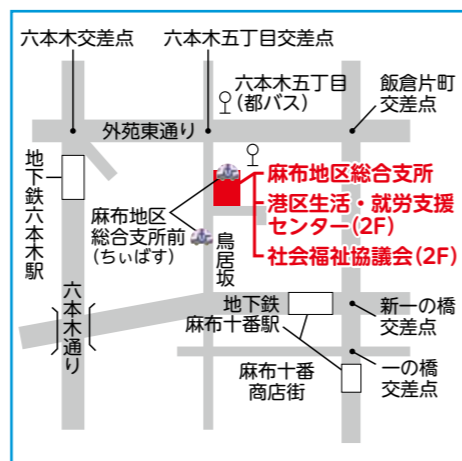 六本木交差点
六本木五丁目交差点
六本木五丁目
(都バス)
飯倉片町
交差点
外苑東通り
地下鉄六本木駅
麻布地区総合支所
港区生活・就労支援
センター(2F)
社会福祉協議会(2F)
麻布地区
総合支所前
(ちぃばす)
鳥居坂
六本木通り
地下鉄
麻布十番駅
新一の橋
交差点
麻布十番
商店街
一の橋
交差点